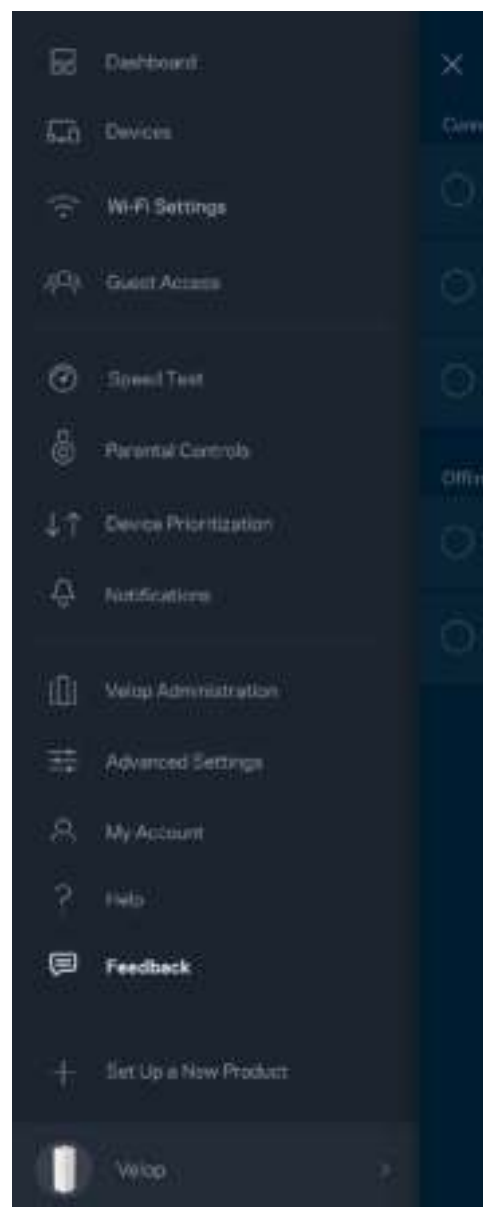 Dashboard
Devices
Wi-Fi Settings
Guest Access
Speed Test
Parental Controls
Device Prioritization
Notifications
Velop Administration
Advanced Settings
My Account
? Help
Feedback
Set Up a New Product
Velop